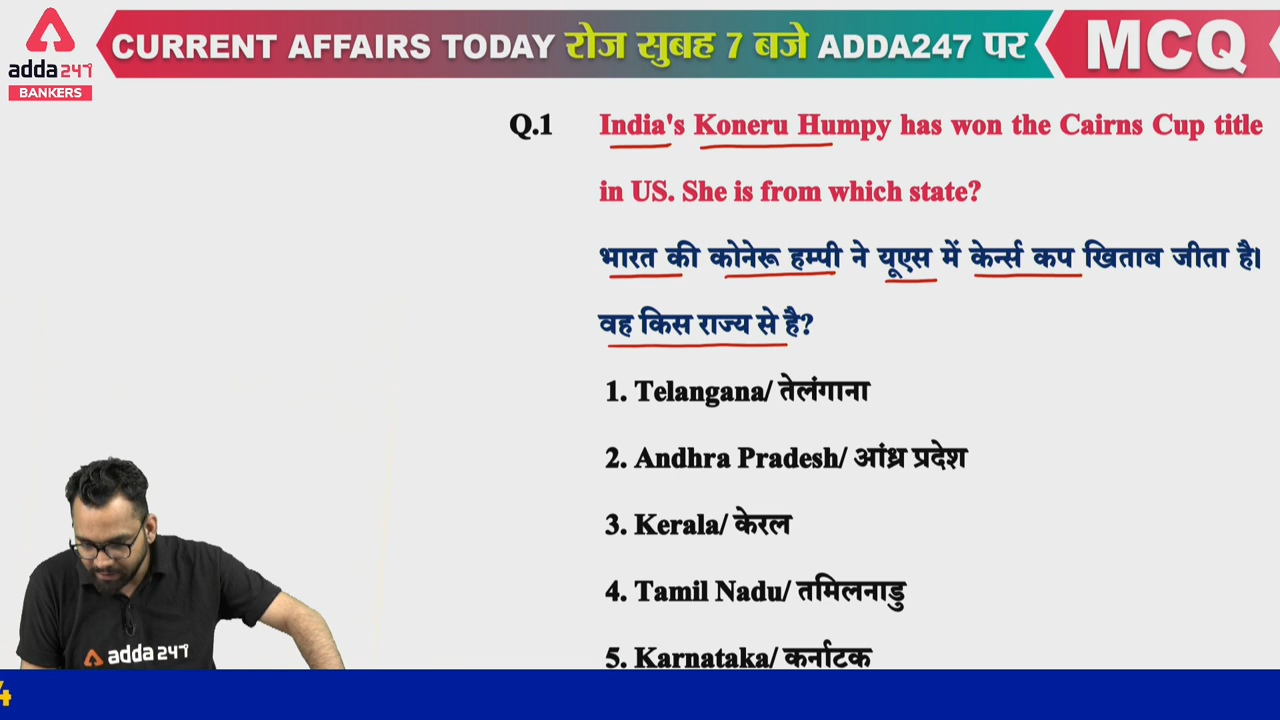 adda247
BANKERS
CURRENT AFFAIRS TODAY रोज सुबह 7 बजे ADDA247 पर
MCQ
Q.1 India's Koneru Humpy has won the Cairns Cup title
in US. She is from which state?
भारत की कोनेरू हम्पी ने यूएस में केर्न्स कप खिताब जीता है।
वह किस राज्य से है?
1. Telangana/ तेलंगाना
2. Andhra Pradesh/ आंध्र प्रदेश
3. Kerala/ केरल
4. Tamil Nadu/ तमिलनाडु
5. Karnataka/ कर्नाटक
adda247
4